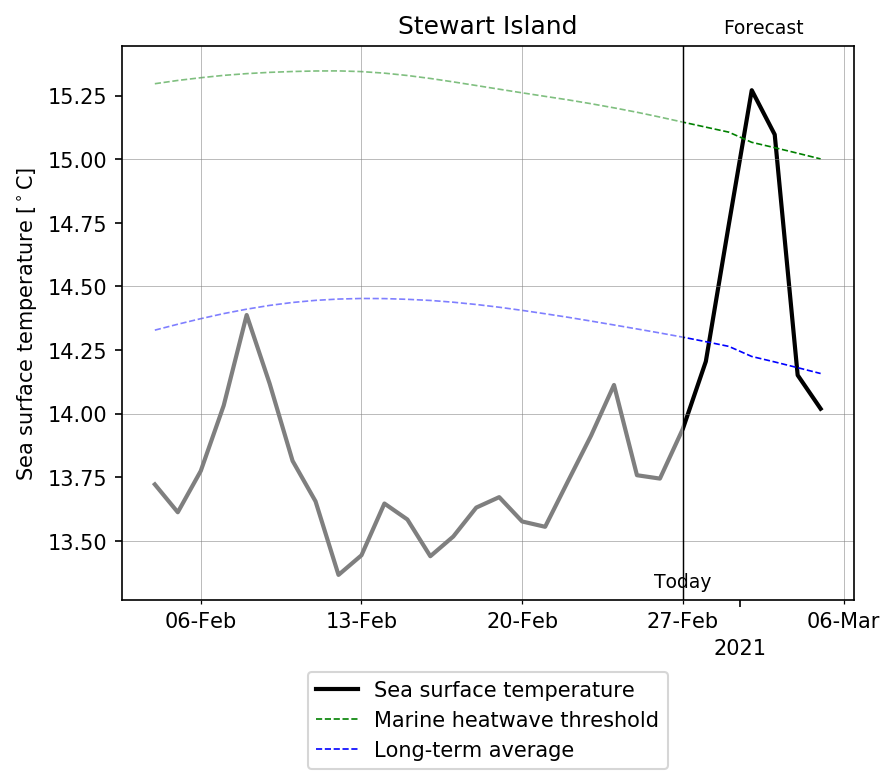 Stewart Island
Forecast
Sea surface temperature [°C]
15.25
15.00
14.75
14.50
14.25
14.00
13.75
13.50
Today
06-Feb
13-Feb
20-Feb
27-Feb
06-Mar
2021
Sea surface temperature
Marine heatwave threshold
Long-term average